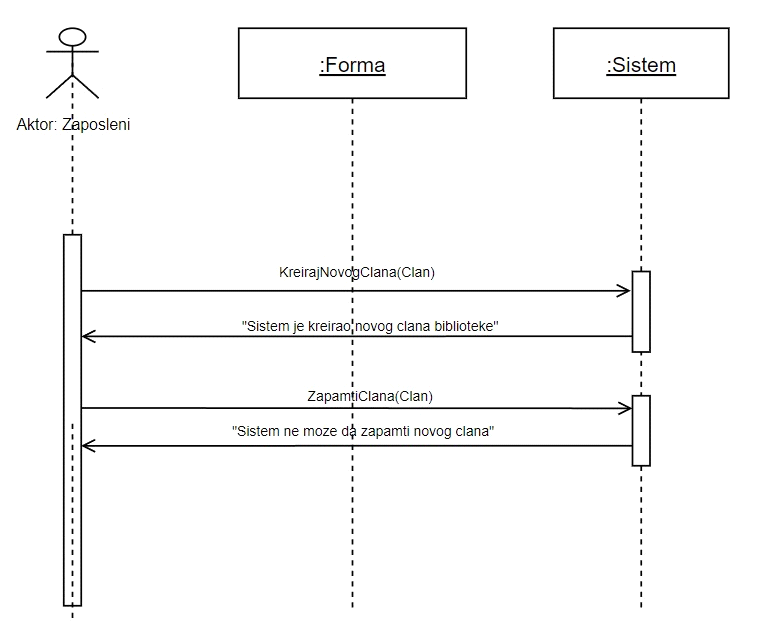 :Forma
:Sistem
Aktor: Zaposleni
KreirajNovogClana(Clan)
"Sistem je kreirao novog clana biblioteke"
ZapamtiClana(Clan)
"Sistem ne moze da zapamti novog clana"